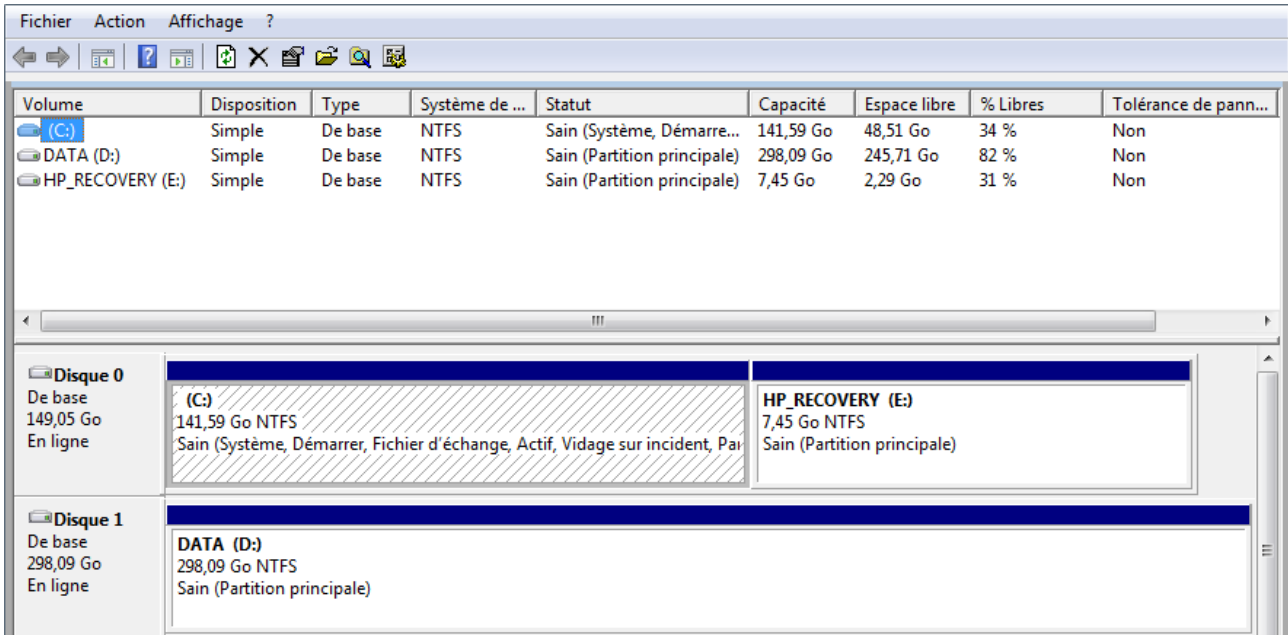 Fichier Action Affichage ?
Volume Disposition Type Système de ... Statut Capacité Espace libre % Libres Tolérance de pann...
(C:) Simple De base NTFS Sain (Système, Démarre... 141,59 Go 48,51 Go 34 % Non
DATA (D:) Simple De base NTFS Sain (Partition principale) 298,09 Go 245,71 Go 82 % Non
HP_RECOVERY (E:) Simple De base NTFS Sain (Partition principale) 7,45 Go 2,29 Go 31 % Non
Disque 0
De base
149,05 Go
En ligne
(C:)
141,59 Go NTFS
Sain (Système, Démarrer, Fichier d'échange, Actif, Vidage sur incident, Par
HP_RECOVERY (E:)
7,45 Go NTFS
Sain (Partition principale)
Disque 1
De base
298,09 Go
En ligne
DATA (D:)
298,09 Go NTFS
Sain (Partition principale)